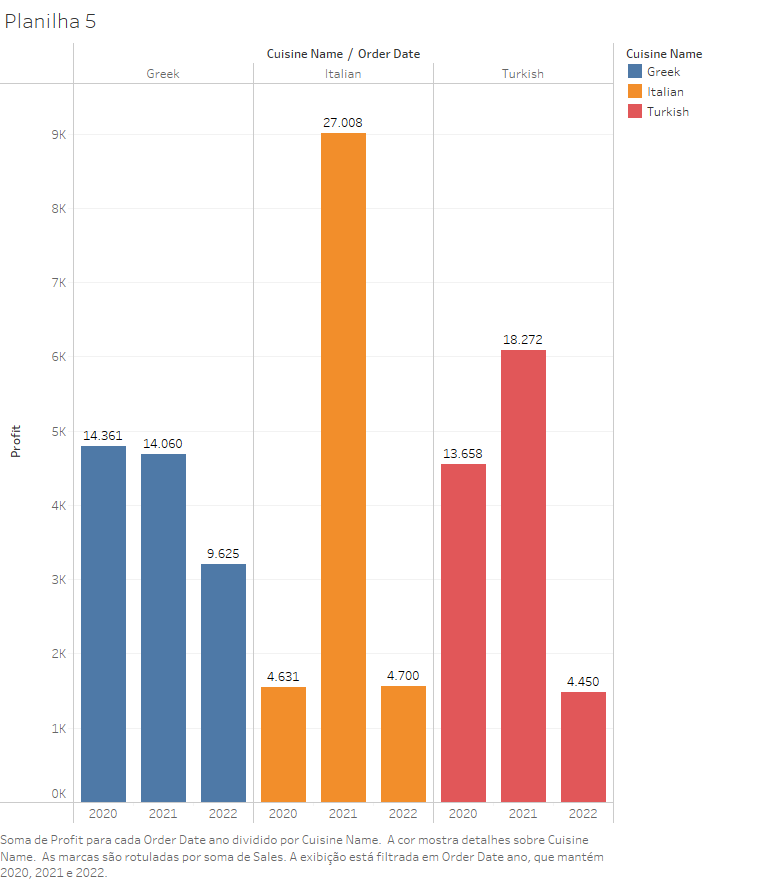 Planilha 5
Cuisine Name / Order Date
Greek Italian Turkish
Cuisine Name
Greek
Italian
Turkish
9K
8K
7K
6K
5K
4K
3K
2K
1K
0K
Profit
14.361
14.060
9.625
4.631
27.008
4.700
13.658
18.272
4.450
2020 2021 2022 2020 2021 2022 2020 2021 2022
Soma de Profit para cada Order Date ano dividido por Cuisine Name. A cor mostra detalhes sobre Cuisine
Name. As marcas são rotuladas por soma de Sales. A exibição está filtrada em Order Date ano, que mantém
2020, 2021 e 2022.